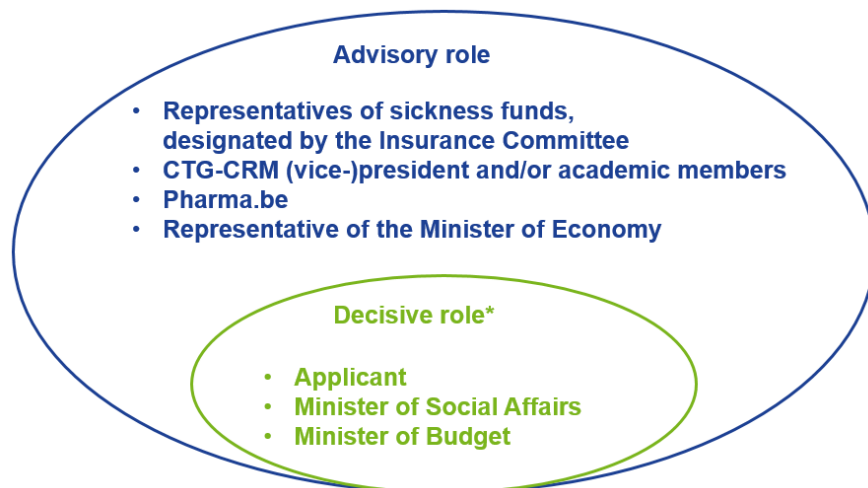 Advisory role
• Representatives of sickness funds,
designated by the Insurance Committee
• CTG-CRM (vice-)president and/or academic members
• Pharma.be
• Representative of the Minister of Economy
Decisive role*
• Applicant
• Minister of Social Affairs
• Minister of Budget